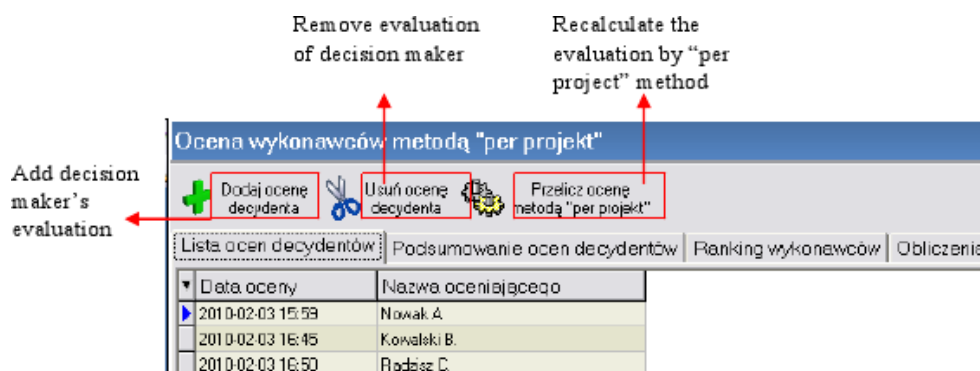 Remove evaluation
of decision maker
Recalculate the
evaluation by “per
project” method
Add decision
maker’s
evaluation
Ocena wykonawców metodą "per projekt"
Dodaj ocenę
decydenta
Usuń ocenę
decydenta
Przelicz ocenę
metodą "per projekt"
Lista ocen decydentów Podsumowanie ocen decydentów Ranking wykonawców Obliczenia
Data oceny Nazwa oceniającego
2010-02-03 15:59 Nowak A.
2010-02-03 16:45 Kowalski B.
2010-02-03 16:50 Radzisz C.